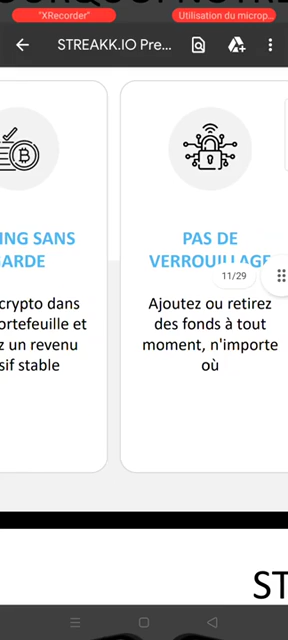 "XRecorder"
Utilisation du microp...
STREAKK.IO Pre...
ING SANS
ARDE
crypto dans
ortefeuille et
z un revenu
sif stable
PAS DE
VERROUILLAGE
11/29
Ajoutez ou retirez
des fonds à tout
moment, n'importe
où
ST